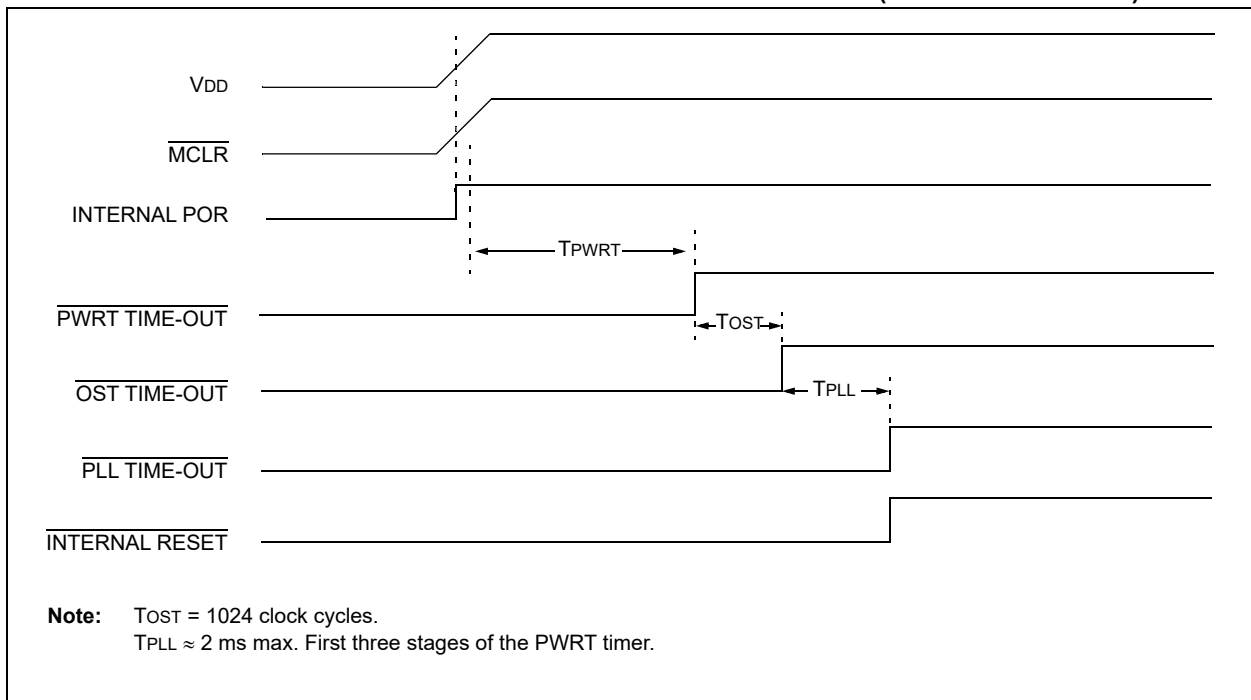 VDD
MCLR
INTERNAL POR
TPWRT
PWRT TIME-OUT
TOST
OST TIME-OUT
TPLL
PLL TIME-OUT
INTERNAL RESET
Note: TOST = 1024 clock cycles.
TPLL ≈ 2 ms max. First three stages of the PWRT timer.